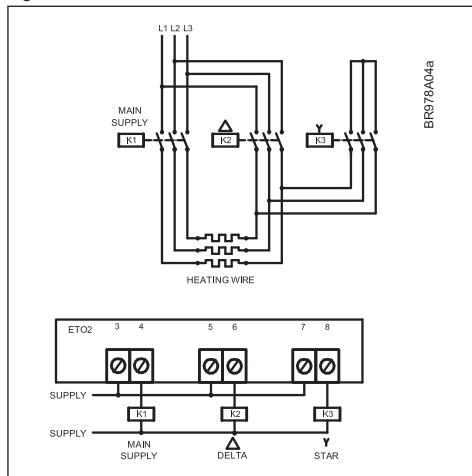 L1 L2 L3
BR978A04a
MAIN
SUPPLY
K1
K2
Y
K3
HEATING WIRE
ETO2 3 4 5 6 7 8
SUPPLY
K1 K2 K3
SUPPLY
MAIN
SUPPLY
DELTA
Y
STAR